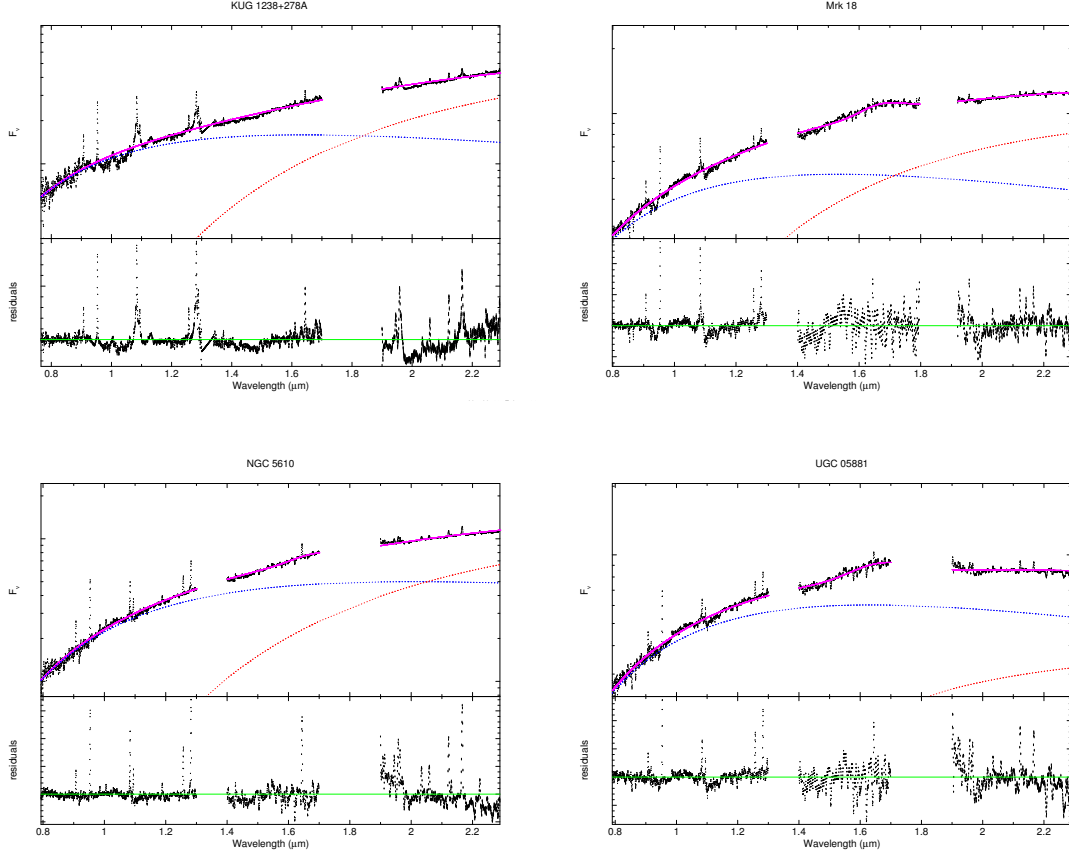 KUG 1238+278A
Mrk 18
Fν
Fν
residuals
residuals
0.8 1 1.2 1.4 1.6 1.8 2 2.2
0.8 1 1.2 1.4 1.6 1.8 2 2.2
Wavelength (μm)
Wavelength (μm)
NGC 5610
UGC 05881
Fν
Fν
residuals
residuals
0.8 1 1.2 1.4 1.6 1.8 2 2.2
0.8 1 1.2 1.4 1.6 1.8 2 2.2
Wavelength (μm)
Wavelength (μm)